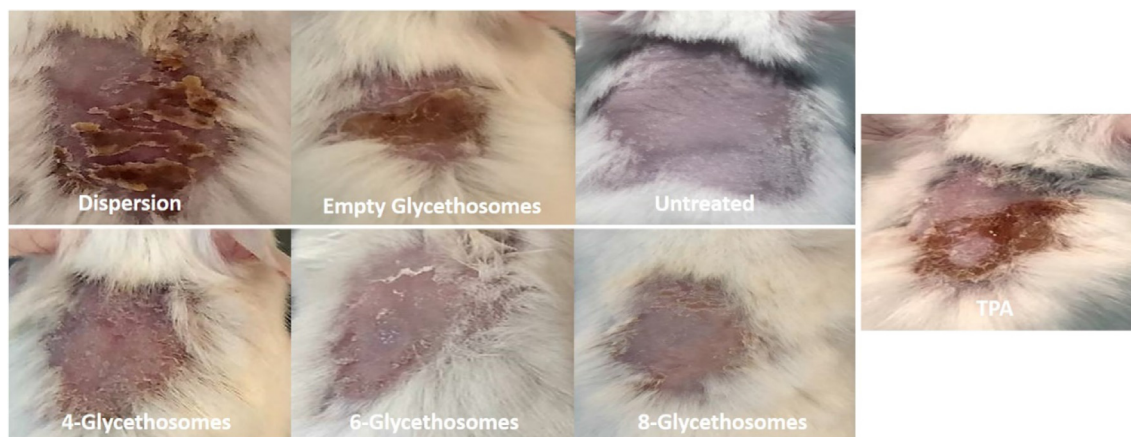 Dispersion
Empty Glycethosomes
Untreated
TPA
4-Glycethosomes
6-Glycethosomes
8-Glycethosomes